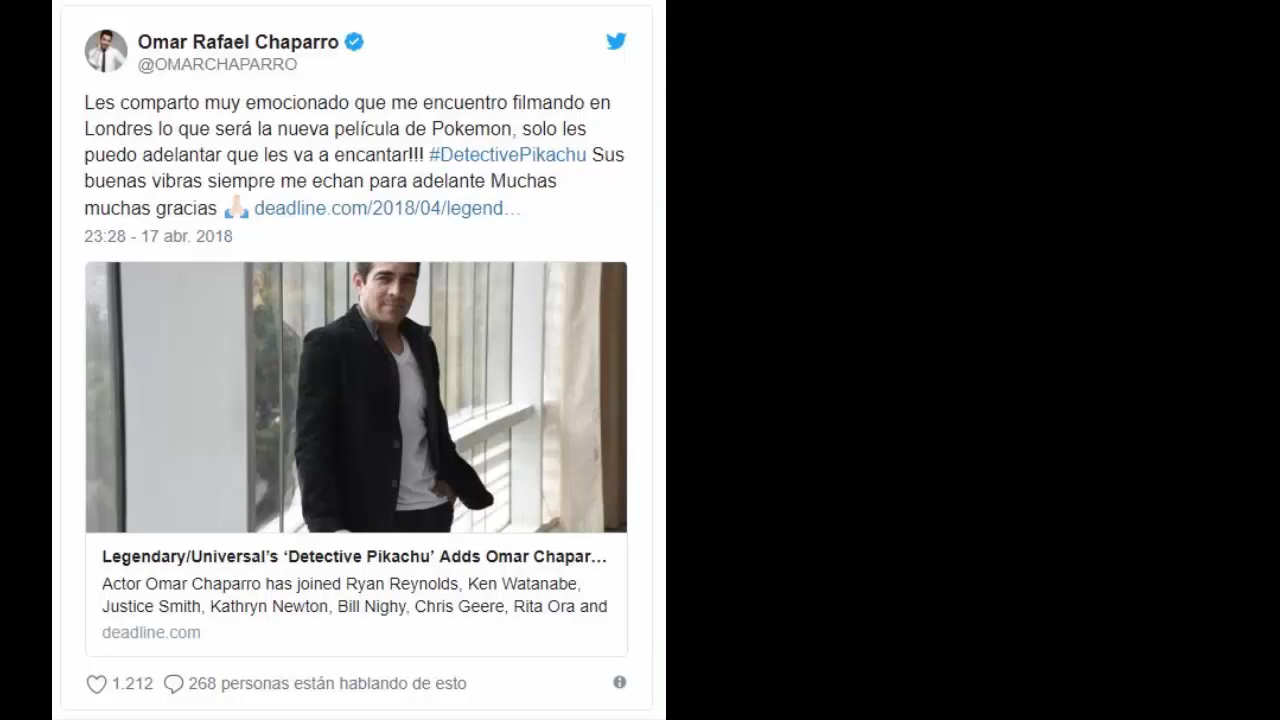 Omar Rafael Chaparro
@OMARCHAPARRO
Les comparto muy emocionado que me encuentro filmando en
Londres lo que será la nueva película de Pokemon, solo les
puedo adelantar que les va a encantar!!! #DetectivePikachu Sus
buenas vibras siempre me echan para adelante Muchas
muchas gracias 🙏🏻 deadline.com/2018/04/legend…
23:28 - 17 abr. 2018
Legendary/Universal’s ‘Detective Pikachu’ Adds Omar Chapar…
Actor Omar Chaparro has joined Ryan Reynolds, Ken Watanabe,
Justice Smith, Kathryn Newton, Bill Nighy, Chris Geere, Rita Ora and
deadline.com
1.212 268 personas están hablando de esto